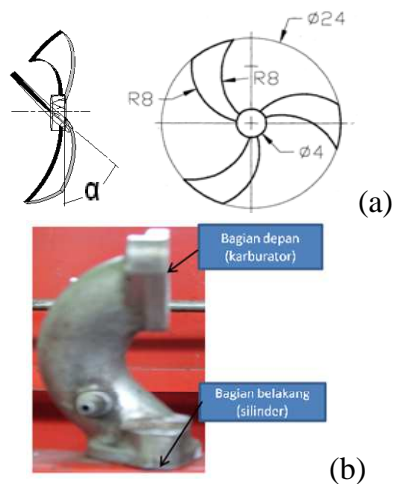 Ø24
R8
R8
Ø4
α
(a)
Bagian depan
(karburator)
Bagian belakang
(silinder)
(b)